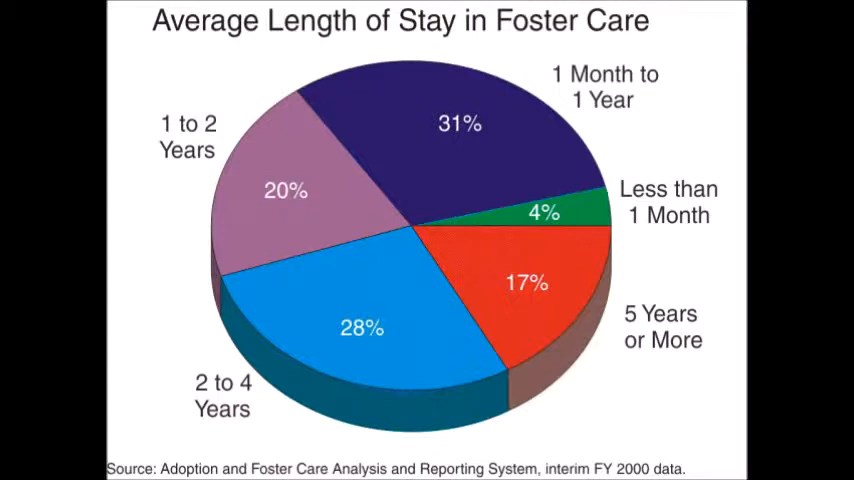 Average Length of Stay in Foster Care
1 Month to
1 Year
31%
1 to 2
Years
20%
Less than
1 Month
4%
17%
5 Years
or More
28%
2 to 4
Years
Source: Adoption and Foster Care Analysis and Reporting System, interim FY 2000 data.